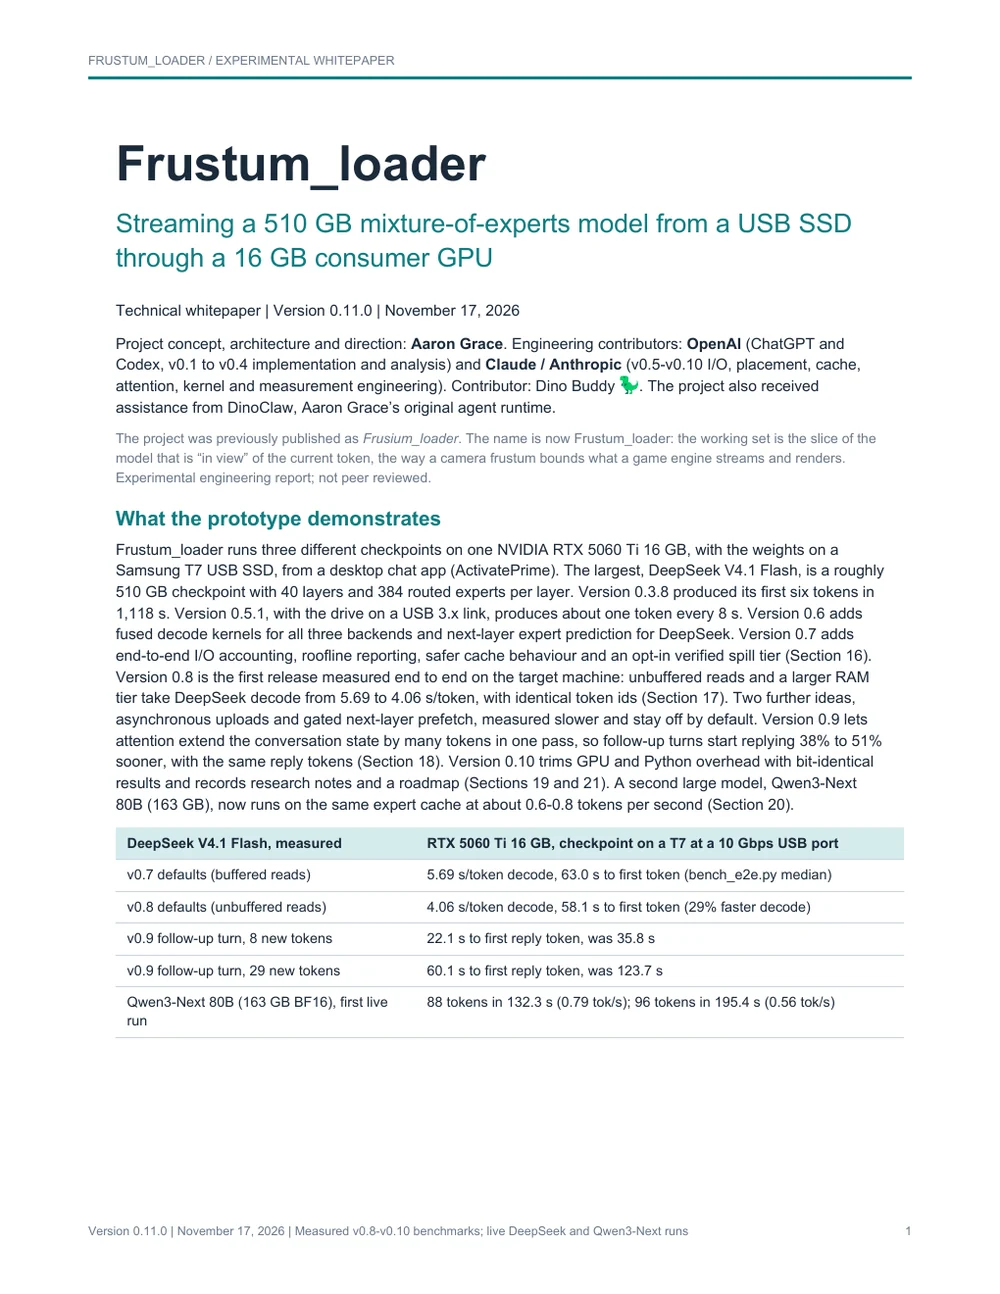 FRUSTUM_LOADER / EXPERIMENTAL WHITEPAPER
Frustum_loader
Streaming a 510 GB mixture-of-experts model from a USB SSD
through a 16 GB consumer GPU
Technical whitepaper | Version 0.11.0 | November 17, 2026
Project concept, architecture and direction: Aaron Grace. Engineering contributors: OpenAI (ChatGPT and
Codex, v0.1 to v0.4 implementation and analysis) and Claude / Anthropic (v0.5-v0.10 I/O, placement, cache,
attention, kernel and measurement engineering). Contributor: Dino Buddy 🦖. The project also received
assistance from DinoClaw, Aaron Grace’s original agent runtime.
The project was previously published as Frusium_loader. The name is now Frustum_loader: the working set is the slice of the
model that is “in view” of the current token, the way a camera frustum bounds what a game engine streams and renders.
Experimental engineering report; not peer reviewed.
What the prototype demonstrates
Frustum_loader runs three different checkpoints on one NVIDIA RTX 5060 Ti 16 GB, with the weights on a
Samsung T7 USB SSD, from a desktop chat app (ActivatePrime). The largest, DeepSeek V4.1 Flash, is a roughly
510 GB checkpoint with 40 layers and 384 routed experts per layer. Version 0.3.8 produced its first six tokens in
1,118 s. Version 0.5.1, with the drive on a USB 3.x link, produces about one token every 8 s. Version 0.6 adds
fused decode kernels for all three backends and next-layer expert prediction for DeepSeek. Version 0.7 adds
end-to-end I/O accounting, roofline reporting, safer cache behaviour and an opt-in verified spill tier (Section 16).
Version 0.8 is the first release measured end to end on the target machine: unbuffered reads and a larger RAM
tier take DeepSeek decode from 5.69 to 4.06 s/token, with identical token ids (Section 17). Two further ideas,
asynchronous uploads and gated next-layer prefetch, measured slower and stay off by default. Version 0.9 lets
attention extend the conversation state by many tokens in one pass, so follow-up turns start replying 38% to 51%
sooner, with the same reply tokens (Section 18). Version 0.10 trims GPU and Python overhead with bit-identical
results and records research notes and a roadmap (Sections 19 and 21). A second large model, Qwen3-Next
80B (163 GB), now runs on the same expert cache at about 0.6-0.8 tokens per second (Section 20).
DeepSeek V4.1 Flash, measured RTX 5060 Ti 16 GB, checkpoint on a T7 at a 10 Gbps USB port
v0.7 defaults (buffered reads) 5.69 s/token decode, 63.0 s to first token (bench_e2e.py median)
v0.8 defaults (unbuffered reads) 4.06 s/token decode, 58.1 s to first token (29% faster decode)
v0.9 follow-up turn, 8 new tokens 22.1 s to first reply token, was 35.8 s
v0.9 follow-up turn, 29 new tokens 60.1 s to first reply token, was 123.7 s
Qwen3-Next 80B (163 GB BF16), first live 88 tokens in 132.3 s (0.79 tok/s); 96 tokens in 195.4 s (0.56 tok/s)
run
Version 0.11.0 | November 17, 2026 | Measured v0.8-v0.10 benchmarks; live DeepSeek and Qwen3-Next runs 1